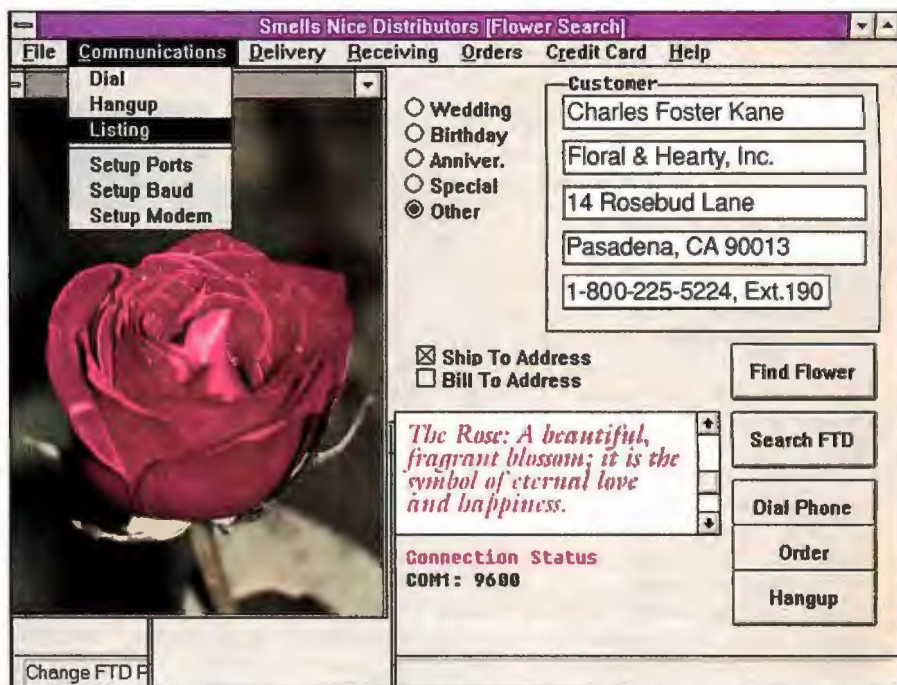 Smells Nice Distributors [Flower Search]
File Communications Delivery Receiving Orders Credit Card Help
Dial
Hangup
Listing
Setup Ports
Setup Baud
Setup Modem
Wedding
Birthday
Anniver.
Special
Other
Customer
Charles Foster Kane
Floral & Hearty, Inc.
14 Rosebud Lane
Pasadena, CA 90013
1-800-225-5224, Ext.190
Ship To Address
Bill To Address
Find Flower
Search FTD
Dial Phone
Order
Hangup
The Rose: A beautiful,
fragrant blossom; it is the
symbol of eternal love
and happiness.
Connection Status
COM1: 9600
Change FTD P